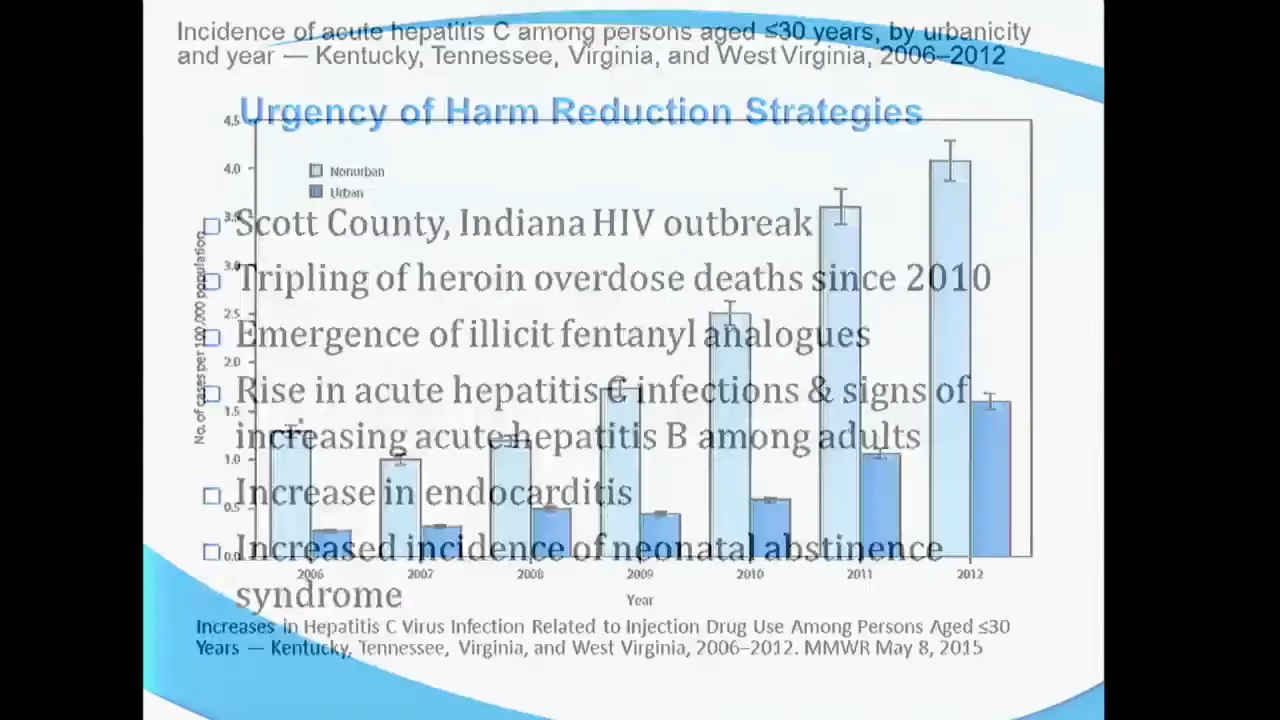 Incidence of acute hepatitis C among persons aged ≤30 years, by urbanicity
and year — Kentucky, Tennessee, Virginia, and West Virginia, 2006–2012
Urgency of Harm Reduction Strategies
4.5
4.0
3.5
3.0
2.5
2.0
1.5
1.0
0.5
0.0
No. of cases per 100,000 population
Nonurban
Urban
Scott County, Indiana HIV outbreak
Tripling of heroin overdose deaths since 2010
Emergence of illicit fentanyl analogues
Rise in acute hepatitis C infections & signs of
increasing acute hepatitis B among adults
Increase in endocarditis
Increased incidence of neonatal abstinence
syndrome
2006 2007 2008 2009 2010 2011 2012
Year
Increases in Hepatitis C Virus Infection Related to Injection Drug Use Among Persons Aged ≤30
Years — Kentucky, Tennessee, Virginia, and West Virginia, 2006–2012. MMWR May 8, 2015